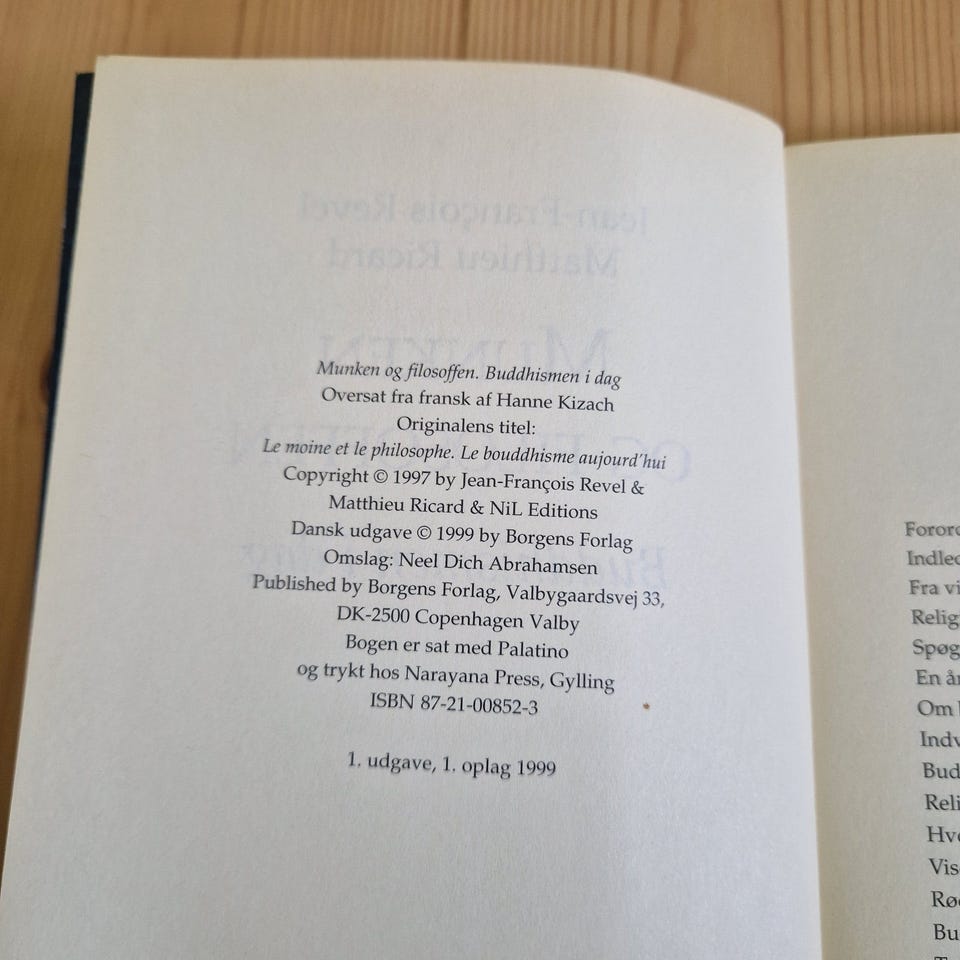 Munken og filosoffen. Buddhismen i dag
Oversat fra fransk af Hanne Kizach
Originalens titel:
Le moine et le philosophe. Le bouddhisme aujourd'hui
Copyright © 1997 by Jean-François Revel &
Matthieu Ricard & NiL Editions
Dansk udgave © 1999 by Borgens Forlag
Omslag: Neel Dich Abrahamsen
Published by Borgens Forlag, Valbygaardsvej 33,
DK-2500 Copenhagen Valby
Bogen er sat med Palatino
og trykt hos Narayana Press, Gylling
ISBN 87-21-00852-3
1. udgave, 1. oplag 1999
Fra
En
Om